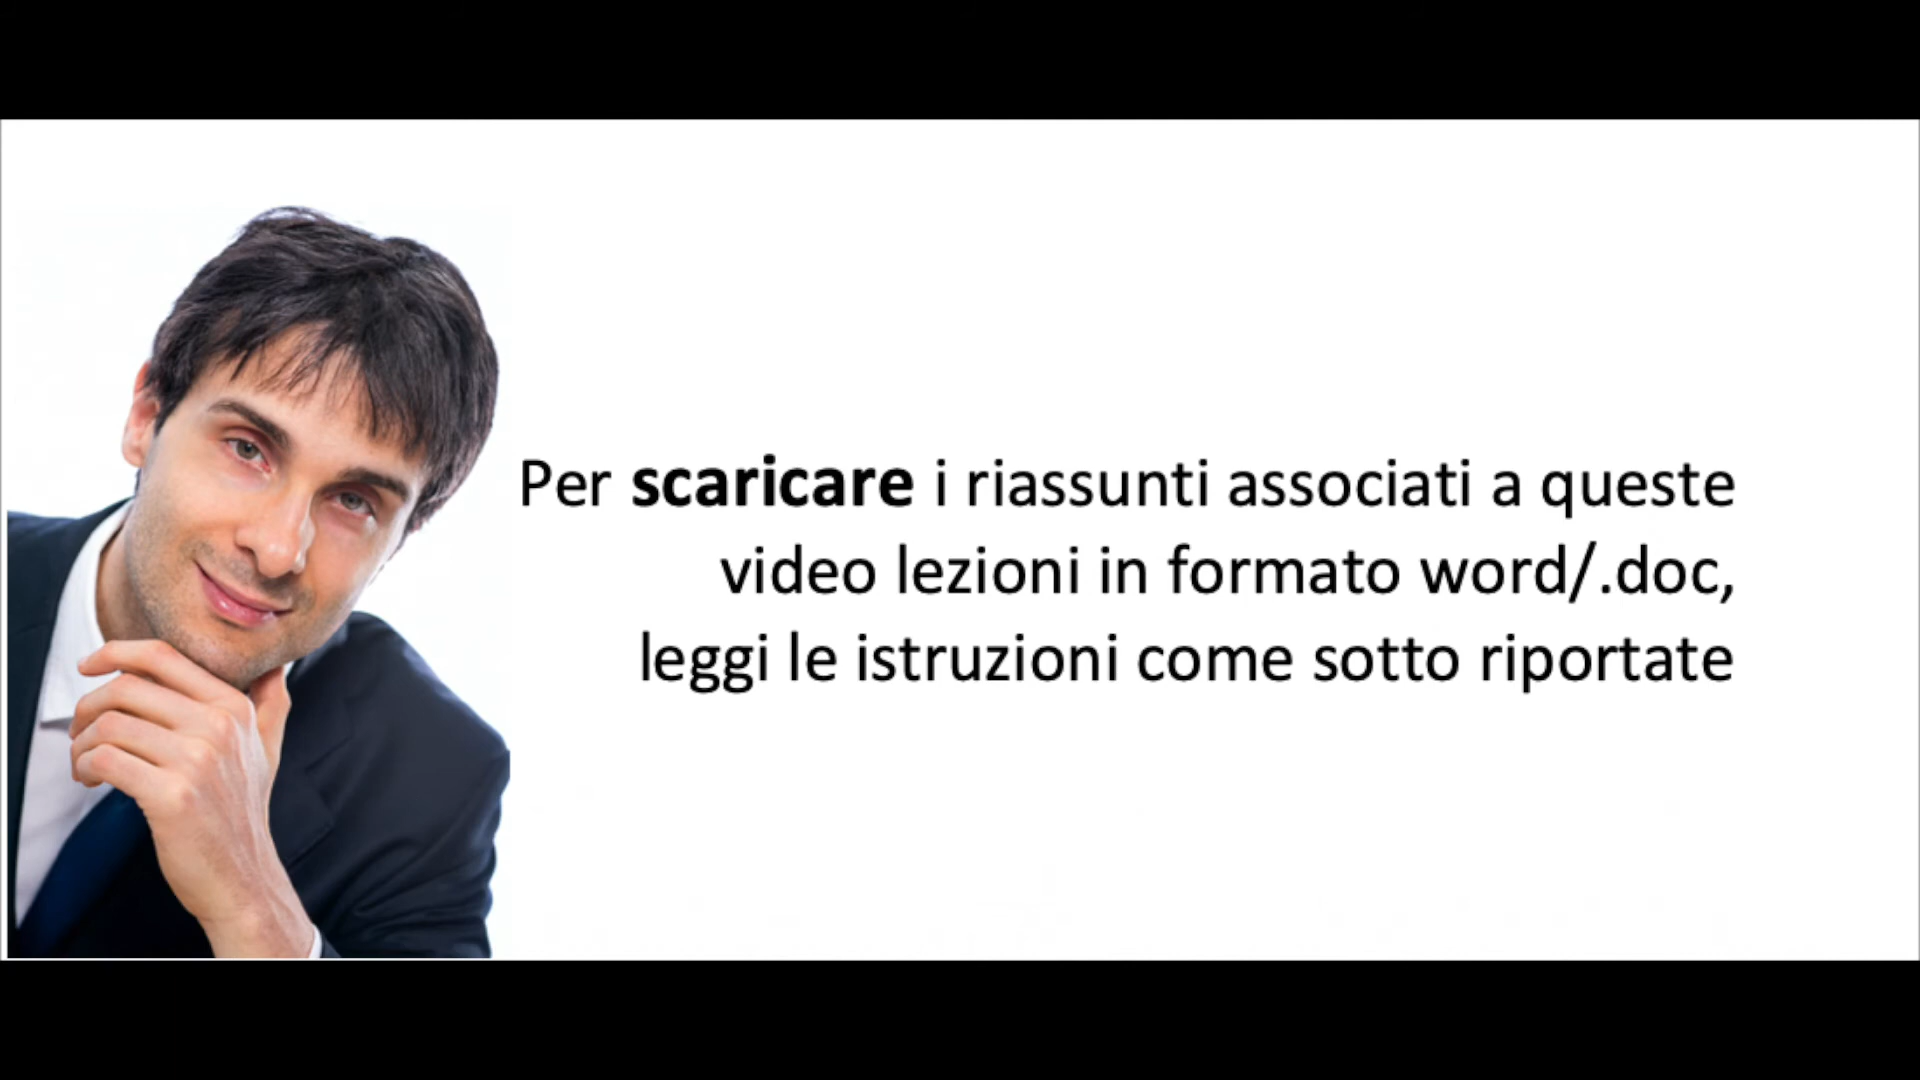 Per scaricare i riassunti associati a queste
video lezioni in formato word/.doc,
leggi le istruzioni come sotto riportate